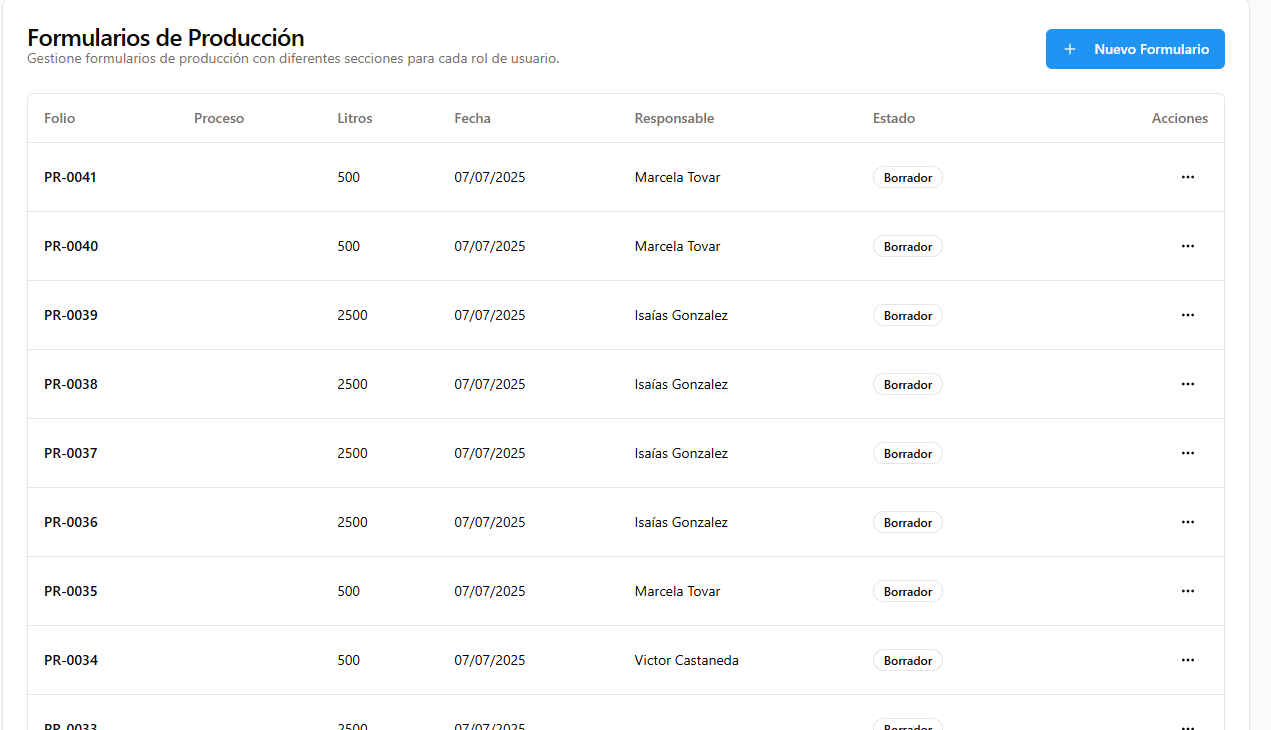 Formularios de Producción
Gestione formularios de producción con diferentes secciones para cada rol de usuario.
+ Nuevo Formulario
Folio Proceso Litros Fecha Responsable Estado Acciones
PR-0041 500 07/07/2025 Marcela Tovar Borrador ...
PR-0040 500 07/07/2025 Marcela Tovar Borrador ...
PR-0039 2500 07/07/2025 Isaías Gonzalez Borrador ...
PR-0038 2500 07/07/2025 Isaías Gonzalez Borrador ...
PR-0037 2500 07/07/2025 Isaías Gonzalez Borrador ...
PR-0036 2500 07/07/2025 Isaías Gonzalez Borrador ...
PR-0035 500 07/07/2025 Marcela Tovar Borrador ...
PR-0034 500 07/07/2025 Victor Castaneda Borrador ...
PR-0033 2500 07/07/2025 Borrador ...